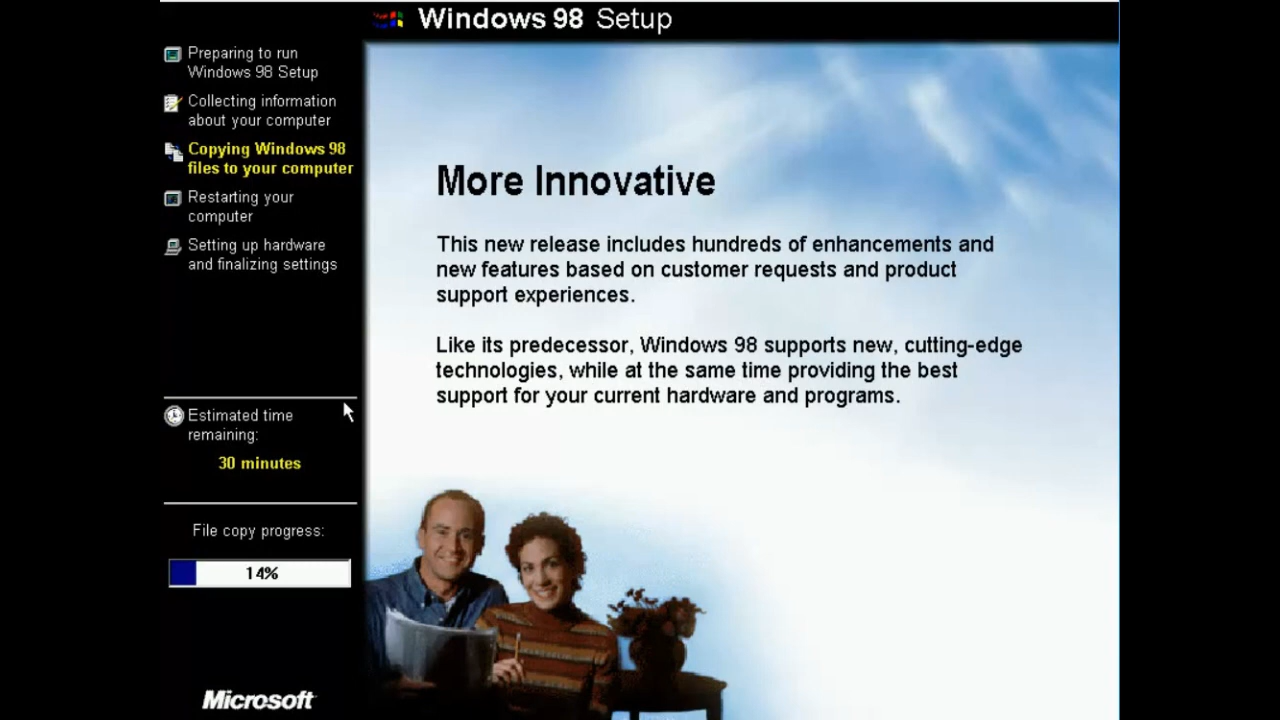 Windows 98 Setup
Preparing to run
Windows 98 Setup
Collecting information
about your computer
Copying Windows 98
files to your computer
Restarting your
computer
Setting up hardware
and finalizing settings
Estimated time
remaining:
30 minutes
File copy progress:
14%
Microsoft
More Innovative
This new release includes hundreds of enhancements and
new features based on customer requests and product
support experiences.
Like its predecessor, Windows 98 supports new, cutting-edge
technologies, while at the same time providing the best
support for your current hardware and programs.